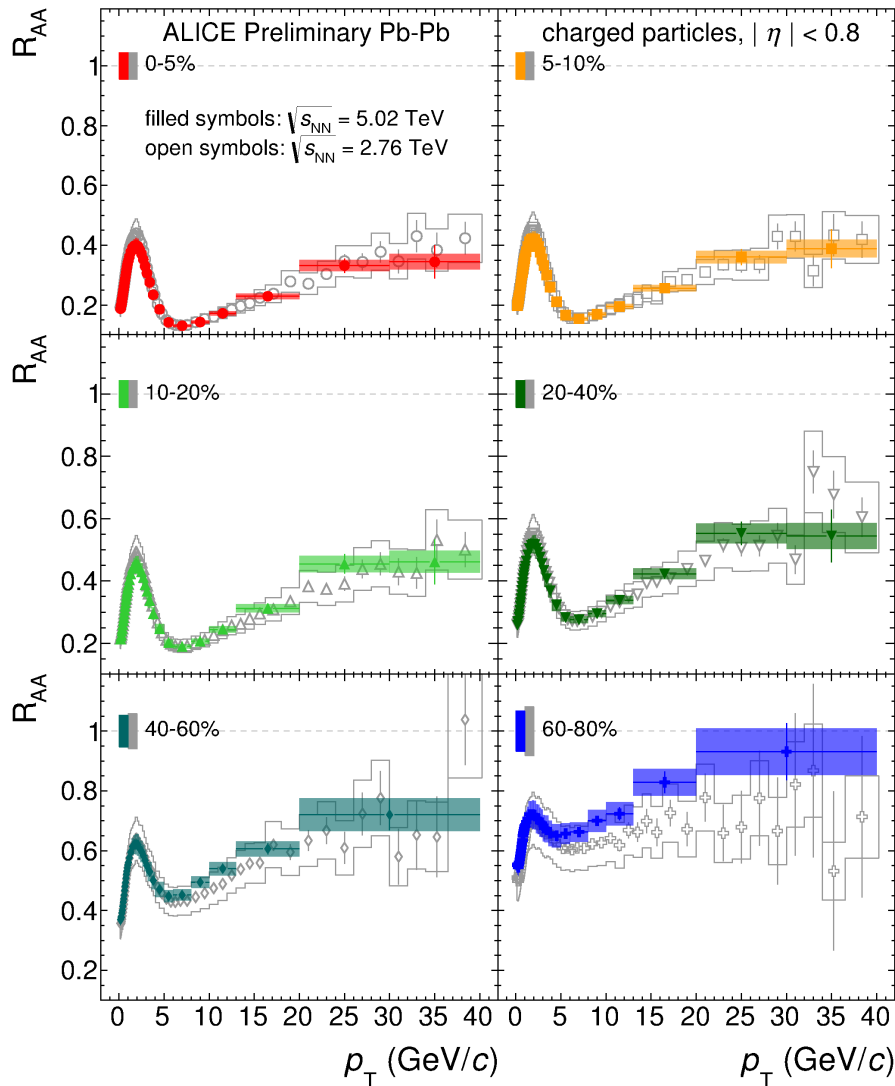 ALICE Preliminary Pb-Pb
charged particles, | η | < 0.8
R_AA
1
0.8
0.6
0.4
0.2
0-5%
filled symbols: √s_NN = 5.02 TeV
open symbols: √s_NN = 2.76 TeV
5-10%
R_AA
1
0.8
0.6
0.4
0.2
10-20%
20-40%
R_AA
1
0.8
0.6
0.4
0.2
40-60%
60-80%
0 5 10 15 20 25 30 35 40
0 5 10 15 20 25 30 35 40
p_T (GeV/c)
p_T (GeV/c)